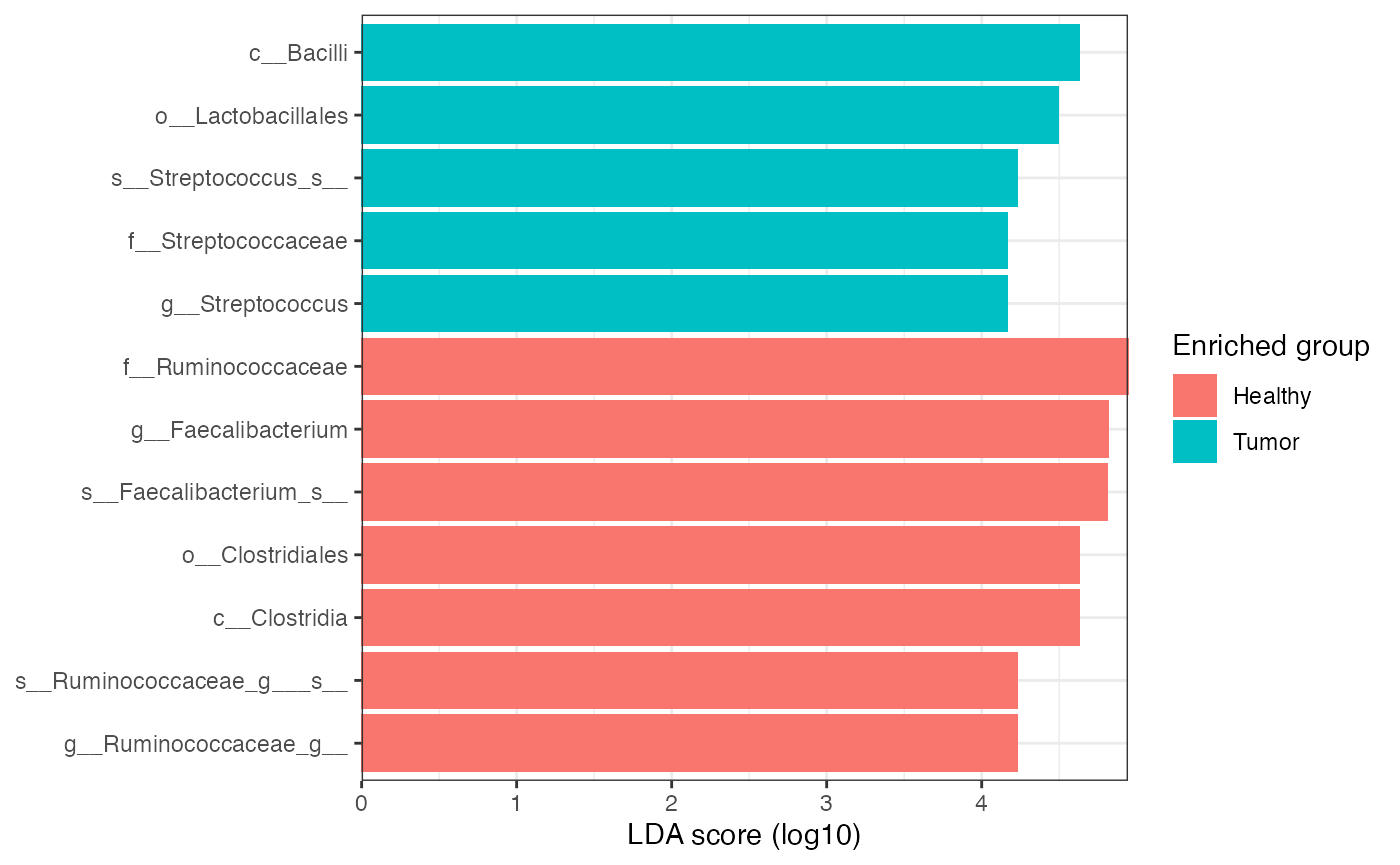 c__Bacilli
o__Lactobacillales
s__Streptococcus_s__
f__Streptococcaceae
g__Streptococcus
f__Ruminococcaceae
g__Faecalibacterium
s__Faecalibacterium_s__
o__Clostridiales
c__Clostridia
s__Ruminococcaceae_g___s__
g__Ruminococcaceae_g__
0 1 2 3 4
LDA score (log10)
Enriched group
Healthy
Tumor